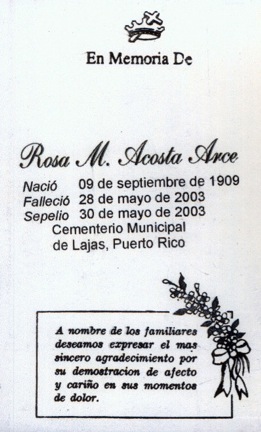 En Memoria De
Rosa M. Acosta Arce
Nació 09 de septiembre de 1909
Falleció 28 de mayo de 2003
Sepelio 30 de mayo de 2003
Cementerio Municipal
de Lajas, Puerto Rico
A nombre de los familiares
deseamos expresar el mas
sincero agradecimiento por
su demostracion de afecto
y cariño en sus momentos
de dolor.